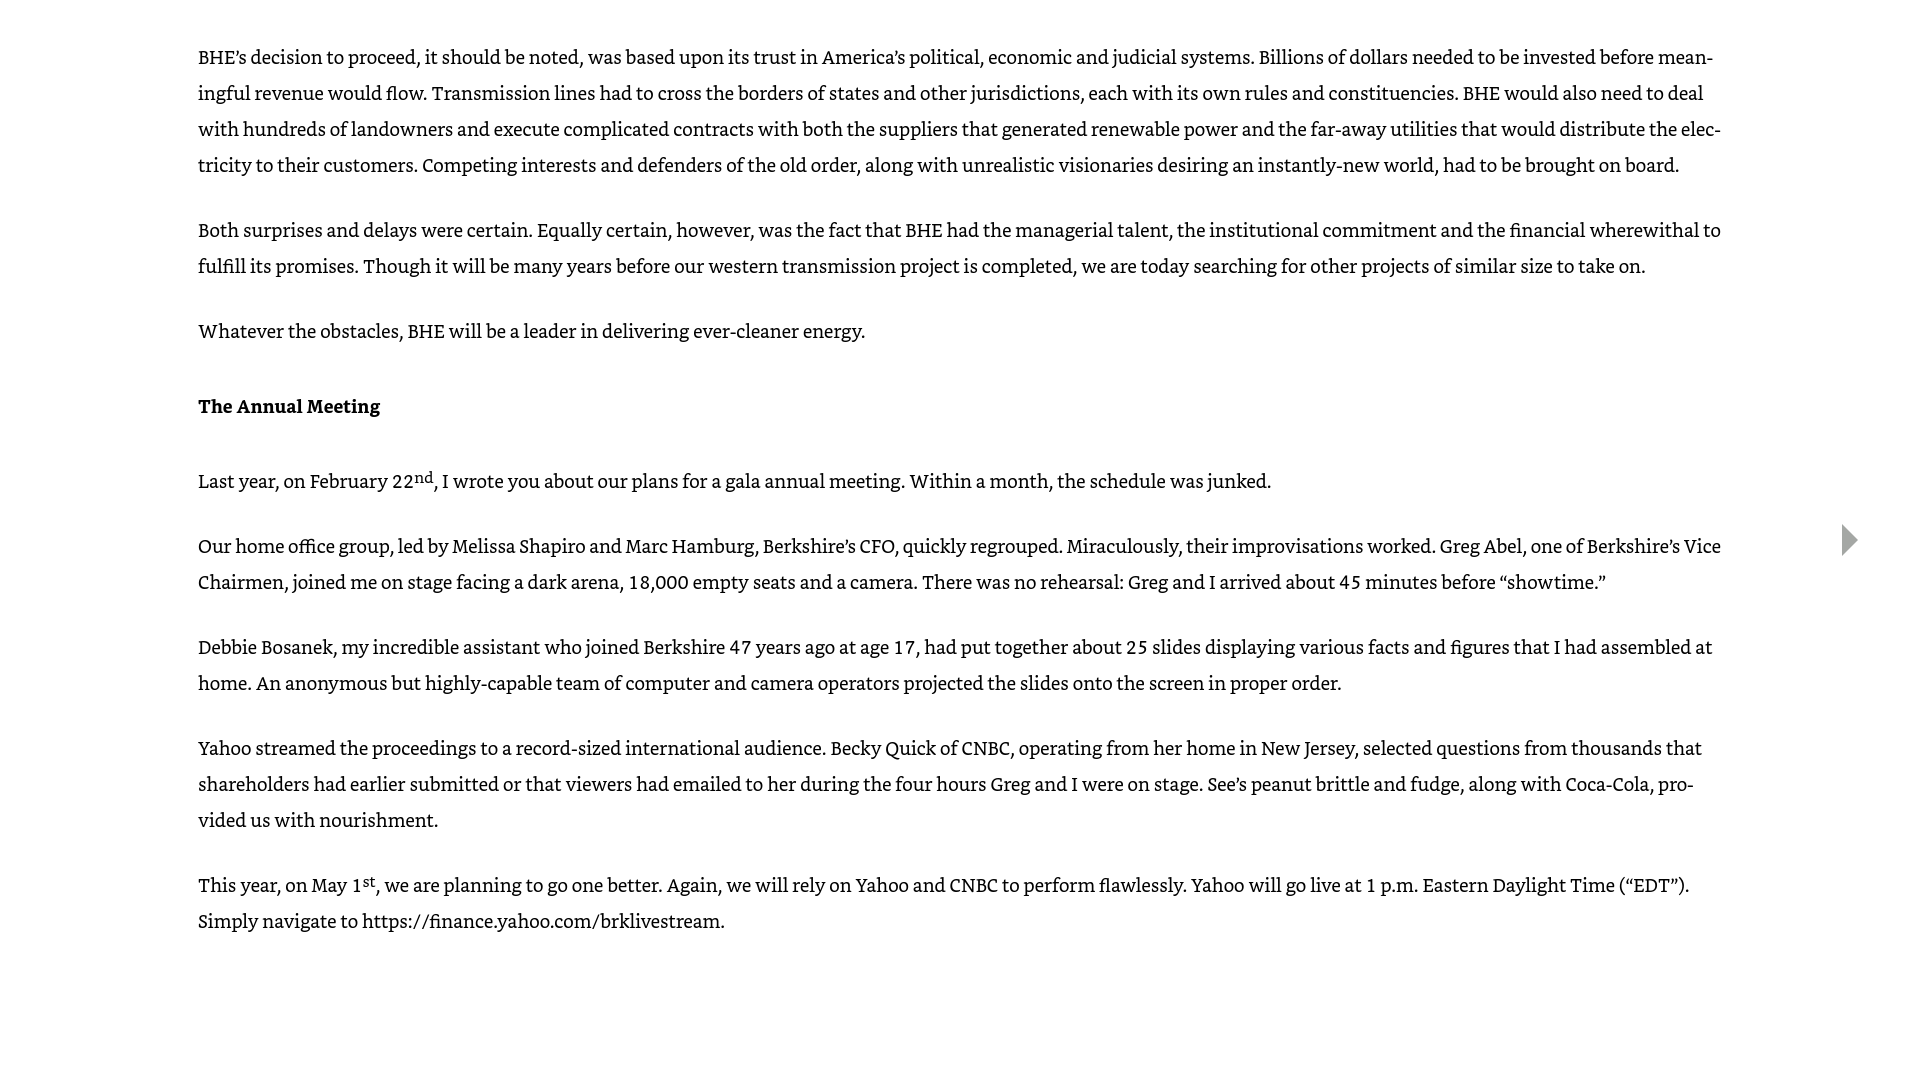 BHE’s decision to proceed, it should be noted, was based upon its trust in America’s political, economic and judicial systems. Billions of dollars needed to be invested before mean-
ingful revenue would flow. Transmission lines had to cross the borders of states and other jurisdictions, each with its own rules and constituencies. BHE would also need to deal
with hundreds of landowners and execute complicated contracts with both the suppliers that generated renewable power and the far-away utilities that would distribute the elec-
tricity to their customers. Competing interests and defenders of the old order, along with unrealistic visionaries desiring an instantly-new world, had to be brought on board.
Both surprises and delays were certain. Equally certain, however, was the fact that BHE had the managerial talent, the institutional commitment and the financial wherewithal to
fulfill its promises. Though it will be many years before our western transmission project is completed, we are today searching for other projects of similar size to take on.
Whatever the obstacles, BHE will be a leader in delivering ever-cleaner energy.
The Annual Meeting
Last year, on February 22nd, I wrote you about our plans for a gala annual meeting. Within a month, the schedule was junked.
Our home office group, led by Melissa Shapiro and Marc Hamburg, Berkshire’s CFO, quickly regrouped. Miraculously, their improvisations worked. Greg Abel, one of Berkshire’s Vice
Chairmen, joined me on stage facing a dark arena, 18,000 empty seats and a camera. There was no rehearsal: Greg and I arrived about 45 minutes before “showtime.”
Debbie Bosanek, my incredible assistant who joined Berkshire 47 years ago at age 17, had put together about 25 slides displaying various facts and figures that I had assembled at
home. An anonymous but highly-capable team of computer and camera operators projected the slides onto the screen in proper order.
Yahoo streamed the proceedings to a record-sized international audience. Becky Quick of CNBC, operating from her home in New Jersey, selected questions from thousands that
shareholders had earlier submitted or that viewers had emailed to her during the four hours Greg and I were on stage. See’s peanut brittle and fudge, along with Coca-Cola, pro-
vided us with nourishment.
This year, on May 1st, we are planning to go one better. Again, we will rely on Yahoo and CNBC to perform flawlessly. Yahoo will go live at 1 p.m. Eastern Daylight Time (“EDT”).
Simply navigate to https://finance.yahoo.com/brklivestream.